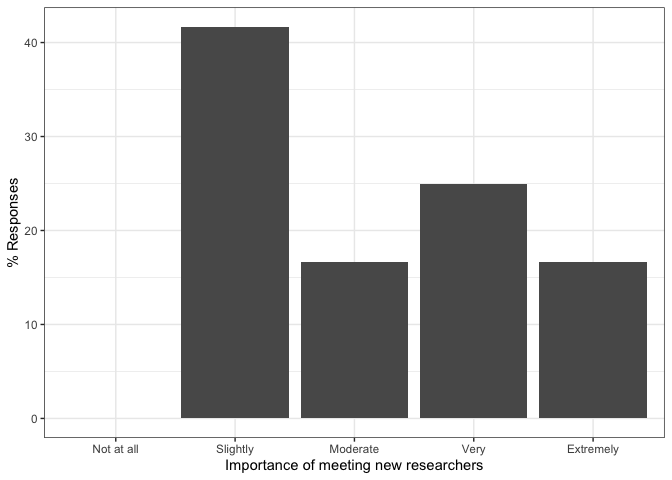 % Responses
40
30
20
10
0
Not at all
Slightly
Moderate
Very
Extremely
Importance of meeting new researchers